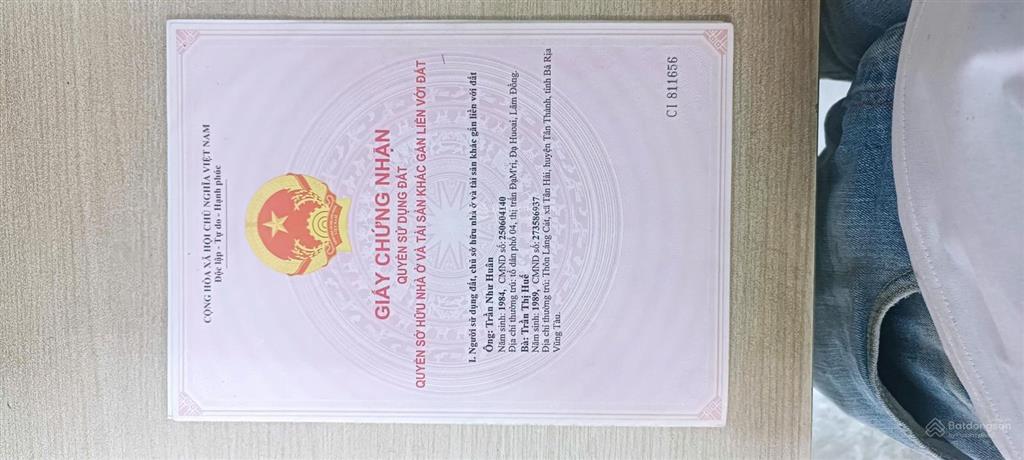 CỘNG HÒA XÃ HỘI CHỦ NGHĨA VIỆT NAM
Độc lập - Tự do - Hạnh phúc
GIẤY CHỨNG NHẬN
QUYỀN SỬ DỤNG ĐẤT
QUYỀN SỞ HỮU NHÀ Ở VÀ TÀI SẢN KHÁC GẮN LIỀN VỚI ĐẤT
I. Người sử dụng đất, chủ sở hữu nhà ở và tài sản khác gắn liền với đất
Ông: Trần Như Huân
Năm sinh: 1984, CMND số: 250604140
Địa chỉ thường trú: tổ dân phố 04, thị trấn ĐạM'ri, Đạ Huoai, Lâm Đồng.
Bà: Trần Thị Huế
Năm sinh: 1989, CMND số: 273586937
Địa chỉ thường trú: Thôn Láng Cát, xã Tân Hải, huyện Tân Thành, tỉnh Bà Rịa
Vũng Tàu.
CI 811656
Batdongsan